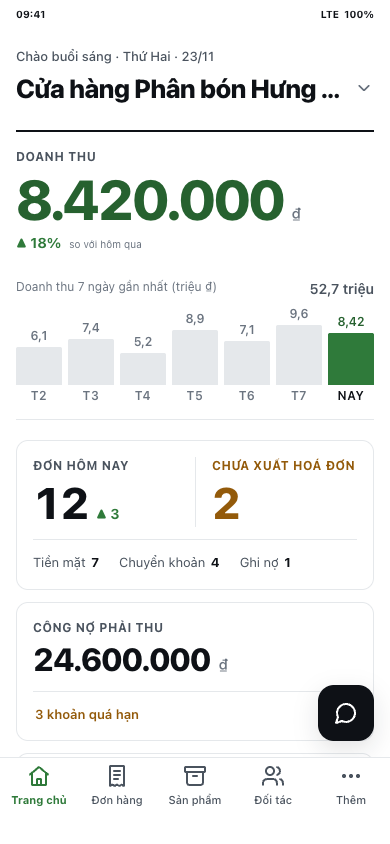 09:41
LTE 100%
Chào buổi sáng · Thứ Hai · 23/11
Cửa hàng Phân bón Hưng ...
DOANH THU
8.420.000 ₫
▲ 18% so với hôm qua
Doanh thu 7 ngày gần nhất (triệu ₫)
52,7 triệu
6,1 7,4 5,2 8,9 7,1 9,6 8,42
T2 T3 T4 T5 T6 T7 NAY
ĐƠN HÔM NAY
12 ▲ 3
CHƯA XUẤT HOÁ ĐƠN
2
Tiền mặt 7 Chuyển khoản 4 Ghi nợ 1
CÔNG NỢ PHẢI THU
24.600.000 ₫
3 khoản quá hạn
Trang chủ Đơn hàng Sản phẩm Đối tác Thêm